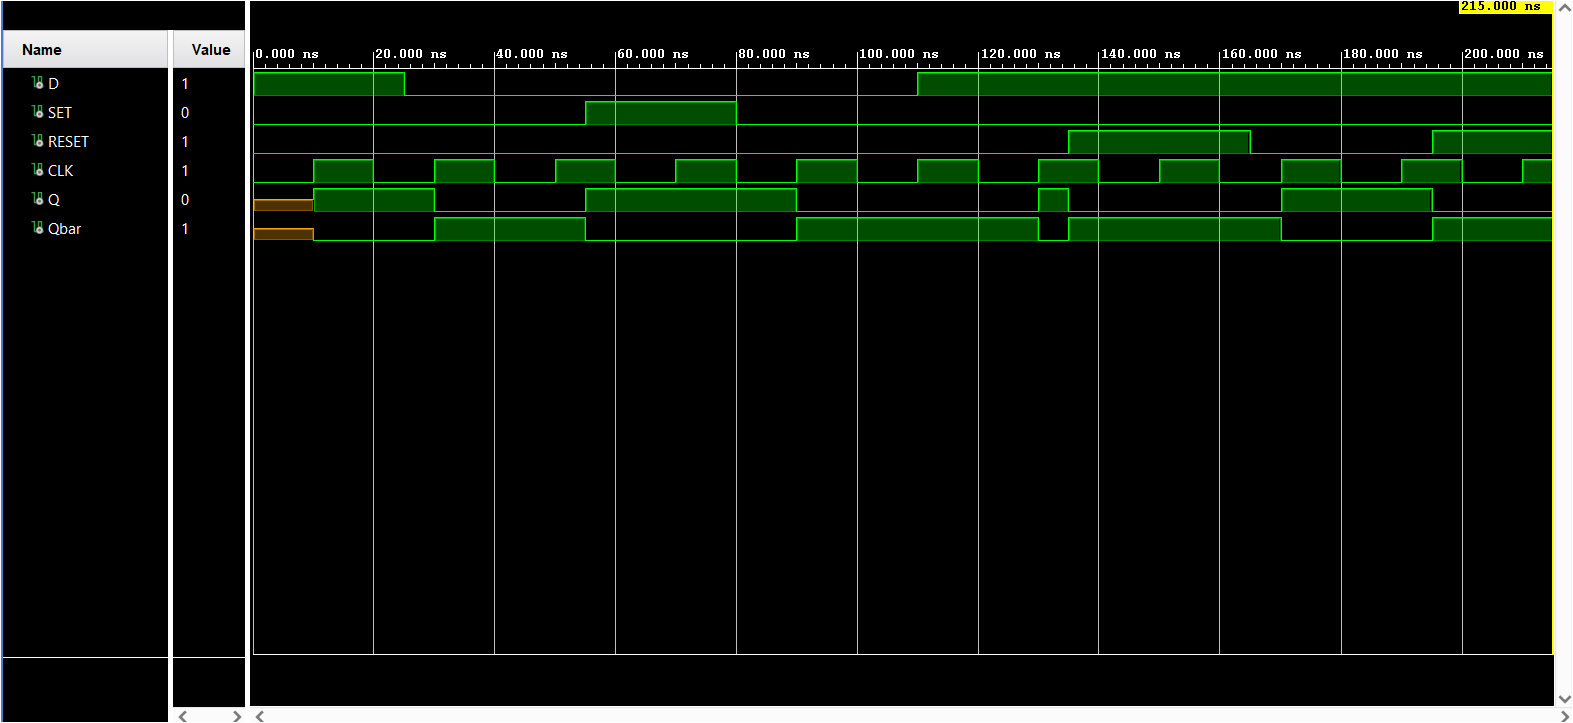 215.000 ns
Name Value
0.000 ns 20.000 ns 40.000 ns 60.000 ns 80.000 ns 100.000 ns 120.000 ns 140.000 ns 160.000 ns 180.000 ns 200.000 ns
D 1
SET 0
RESET 1
CLK 1
Q 0
Qbar 1